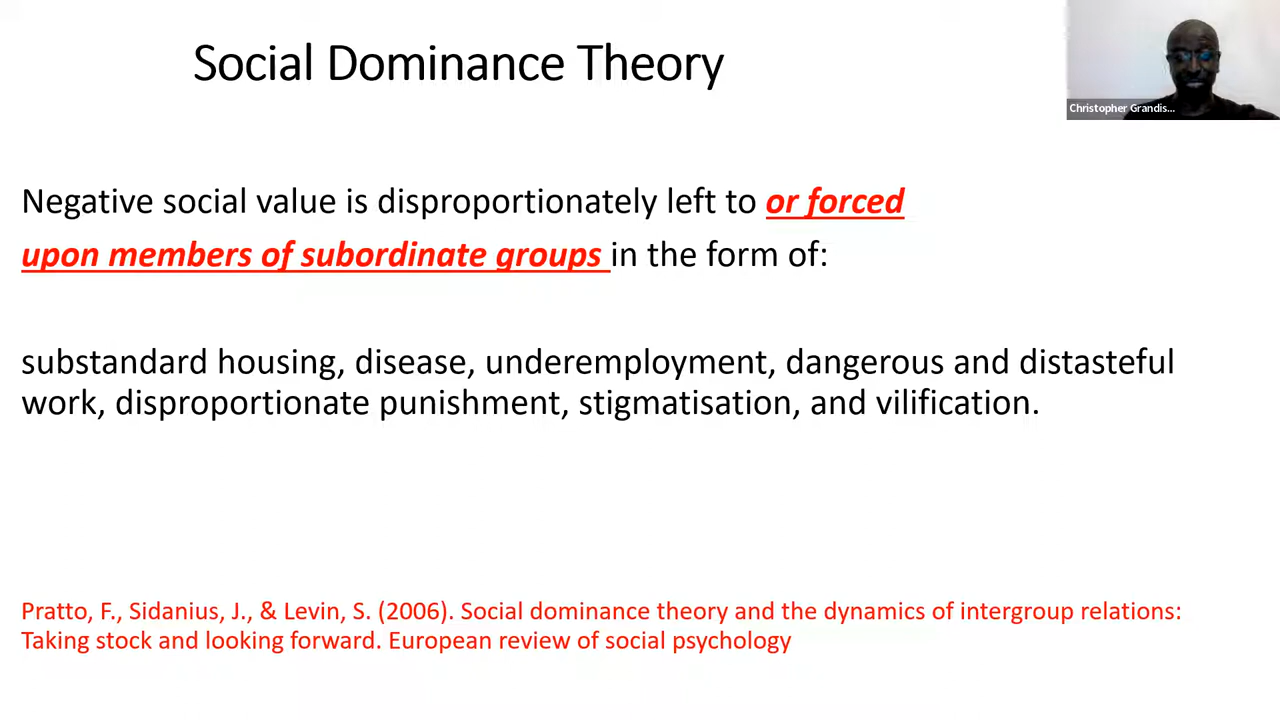 Social Dominance Theory
Christopher Grandis...
Negative social value is disproportionately left to or forced
upon members of subordinate groups in the form of:
substandard housing, disease, underemployment, dangerous and distasteful
work, disproportionate punishment, stigmatisation, and vilification.
Pratto, F., Sidanius, J., & Levin, S. (2006). Social dominance theory and the dynamics of intergroup relations:
Taking stock and looking forward. European review of social psychology